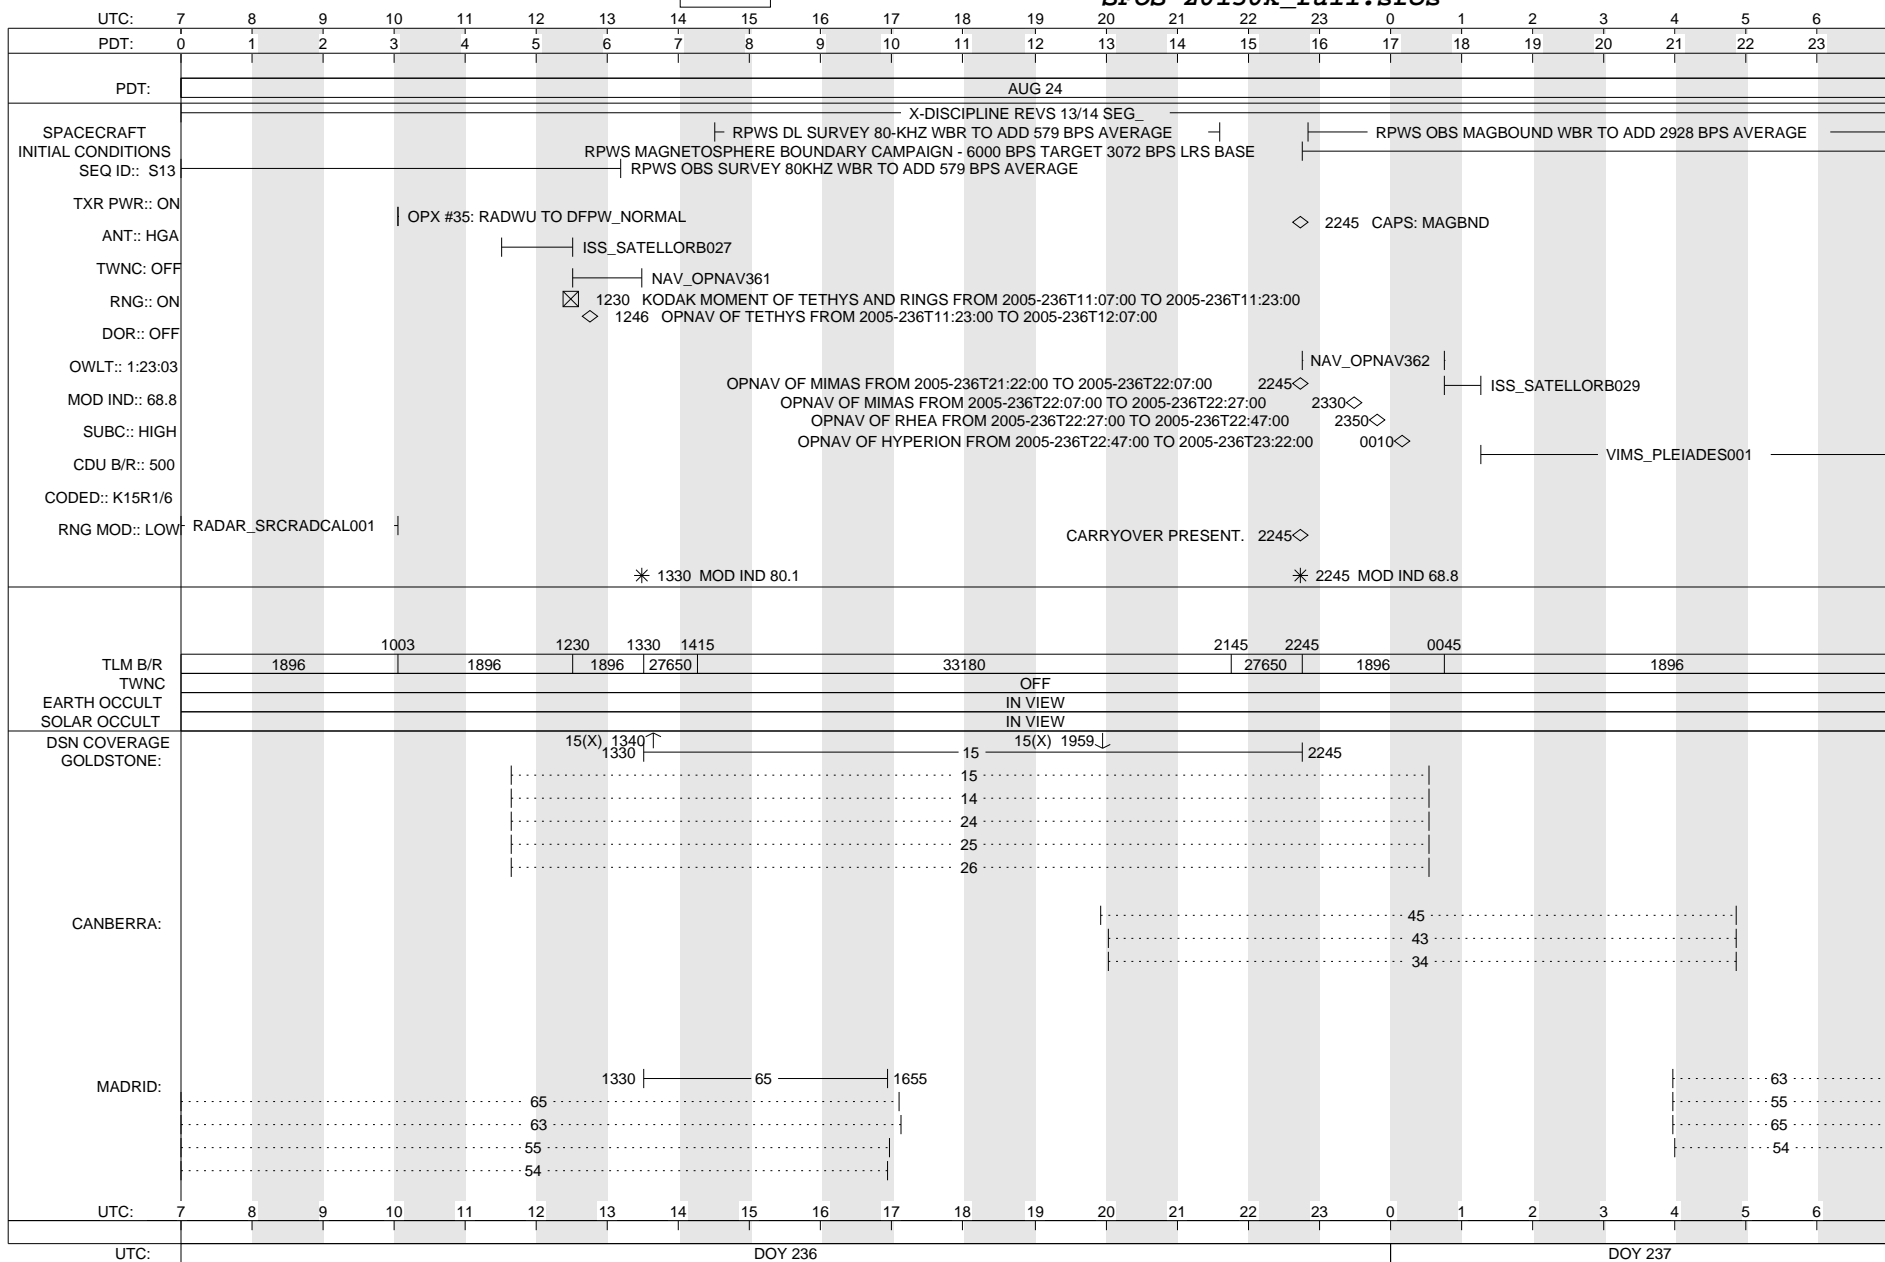 SFOS 20130k_full.sfos
UTC: 7 8 9 10 11 12 13 14 15 16 17 18 19 20 21 22 23 0 1 2 3 4 5 6
PDT: 0 1 2 3 4 5 6 7 8 9 10 11 12 13 14 15 16 17 18 19 20 21 22 23
PDT: AUG 24
X-DISCIPLINE REVS 13/14 SEG_
SPACECRAFT RPWS DL SURVEY 80-KHZ WBR TO ADD 579 BPS AVERAGE RPWS OBS MAGBOUND WBR TO ADD 2928 BPS AVERAGE
INITIAL CONDITIONS RPWS MAGNETOSPHERE BOUNDARY CAMPAIGN - 6000 BPS TARGET 3072 BPS LRS BASE
SEQ ID:: S13 RPWS OBS SURVEY 80KHZ WBR TO ADD 579 BPS AVERAGE
TXR PWR:: ON
OPX #35: RADWU TO DFPW_NORMAL 2245 CAPS: MAGBND
ANT:: HGA
ISS_SATELLORB027
TWNC: OFF
NAV_OPNAV361
RNG:: ON 1230 KODAK MOMENT OF TETHYS AND RINGS FROM 2005-236T11:07:00 TO 2005-236T11:23:00
1246 OPNAV OF TETHYS FROM 2005-236T11:23:00 TO 2005-236T12:07:00
DOR:: OFF
OWLT:: 1:23:03 NAV_OPNAV362
OPNAV OF MIMAS FROM 2005-236T21:22:00 TO 2005-236T22:07:00 2245 ISS_SATELLORB029
MOD IND:: 68.8 OPNAV OF MIMAS FROM 2005-236T22:07:00 TO 2005-236T22:27:00 2330
OPNAV OF RHEA FROM 2005-236T22:27:00 TO 2005-236T22:47:00 2350
SUBC:: HIGH
OPNAV OF HYPERION FROM 2005-236T22:47:00 TO 2005-236T23:22:00 0010
VIMS_PLEIADES001
CDU B/R:: 500
CODED:: K15R1/6
RNG MOD:: LOW RADAR_SRCRADCAL001 CARRYOVER PRESENT. 2245
1330 MOD IND 80.1 2245 MOD IND 68.8
1003 1230 1330 1415 2145 2245 0045
TLM B/R 1896 1896 1896 27650 33180 27650 1896 1896
TWNC OFF
EARTH OCCULT IN VIEW
SOLAR OCCULT IN VIEW
DSN COVERAGE 15(X) 1340 15(X) 1959
GOLDSTONE: 1330 15 2245
15
14
24
25
26
CANBERRA: 45
43
34
MADRID: 1330 65 1655 63
65 55
63 65
55 54
54
UTC: 7 8 9 10 11 12 13 14 15 16 17 18 19 20 21 22 23 0 1 2 3 4 5 6
UTC: DOY 236 DOY 237